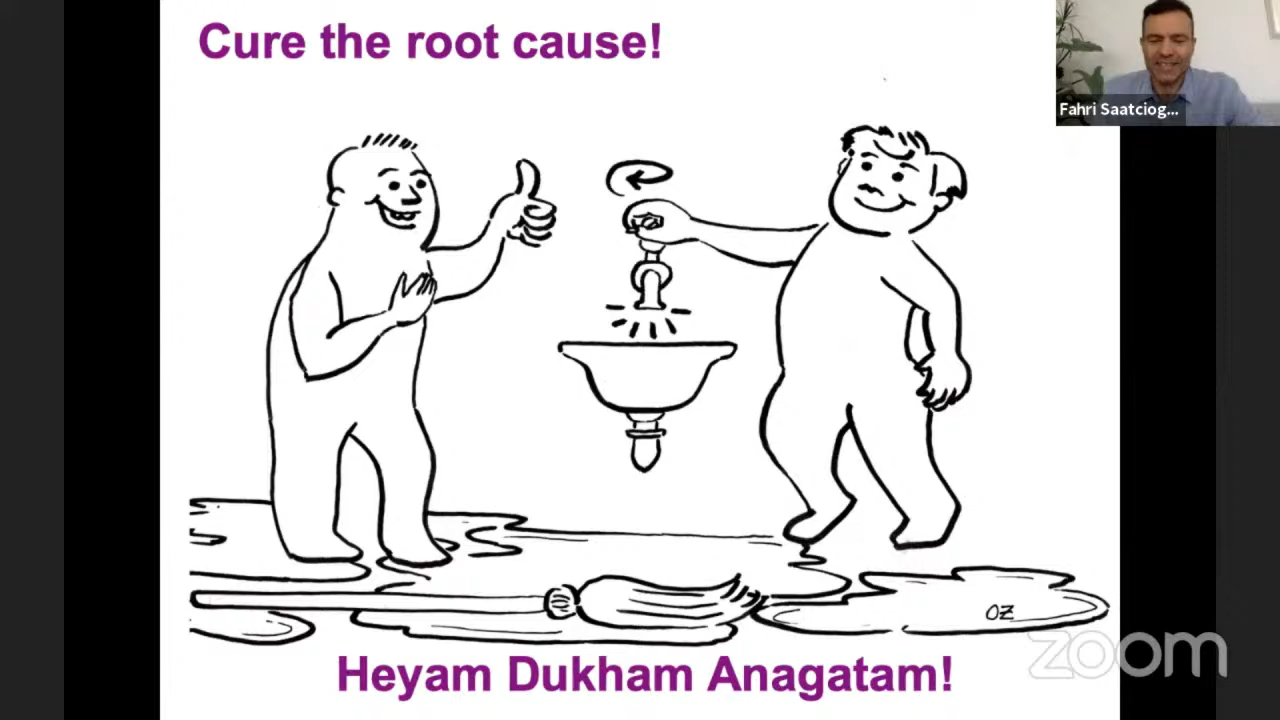 Cure the root cause!
Fahri Saatciog...
OZ
zoom
Heyam Dukham Anagatam!